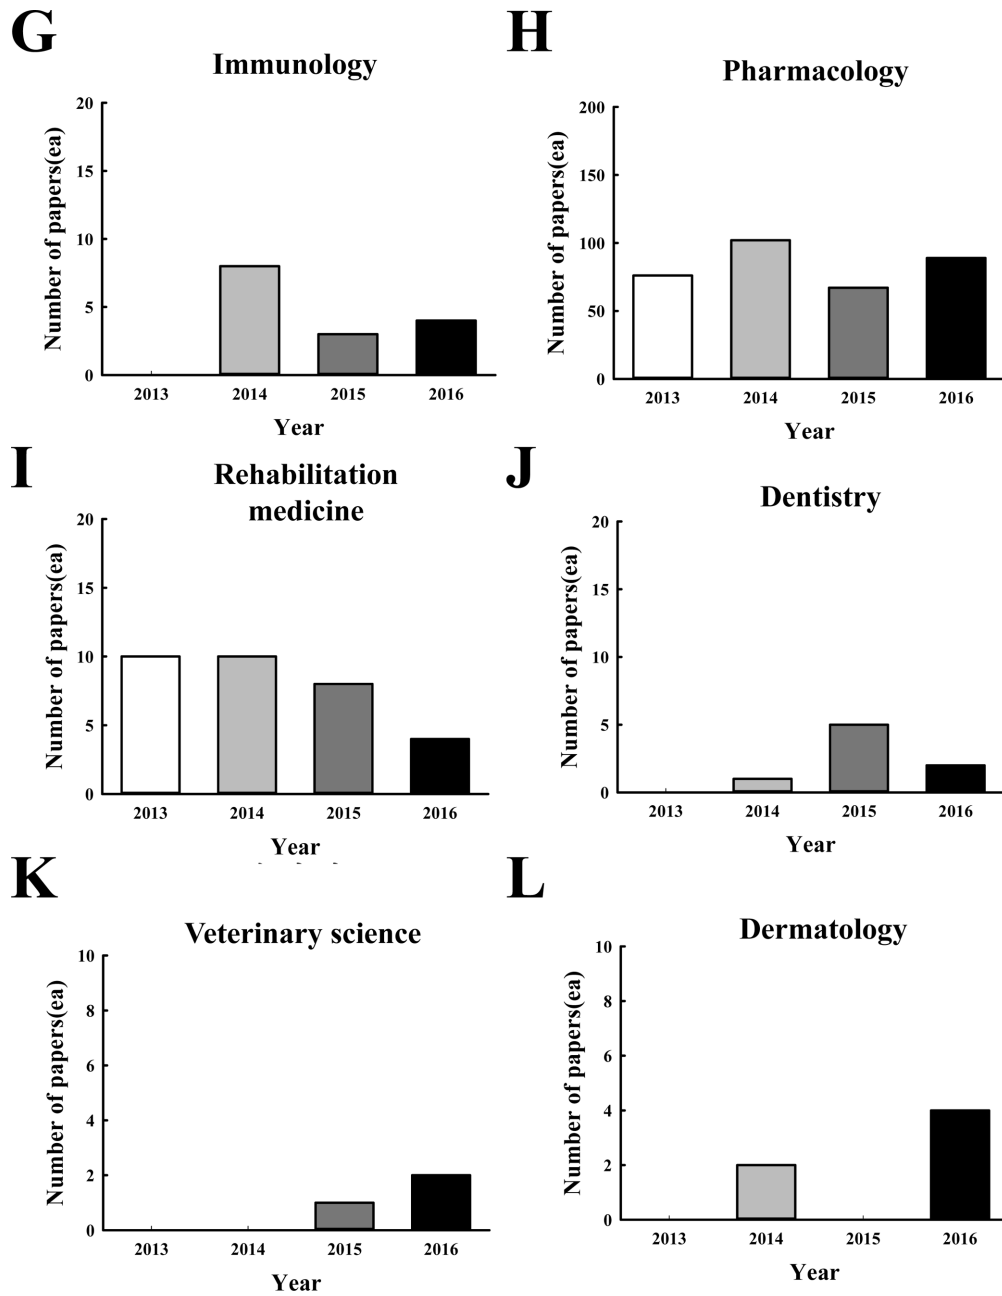 G
Immunology
Number of papers(ea)
20
15
10
5
0
2013 2014 2015 2016
Year
H
Pharmacology
Number of papers(ea)
200
150
100
50
0
2013 2014 2015 2016
Year
I
Rehabilitation
medicine
Number of papers(ea)
20
15
10
5
0
2013 2014 2015 2016
Year
J
Dentistry
Number of papers(ea)
20
15
10
5
0
2013 2014 2015 2016
Year
K
Veterinary science
Number of papers(ea)
10
8
6
4
2
0
2013 2014 2015 2016
Year
L
Dermatology
Number of papers(ea)
10
8
6
4
2
0
2013 2014 2015 2016
Year